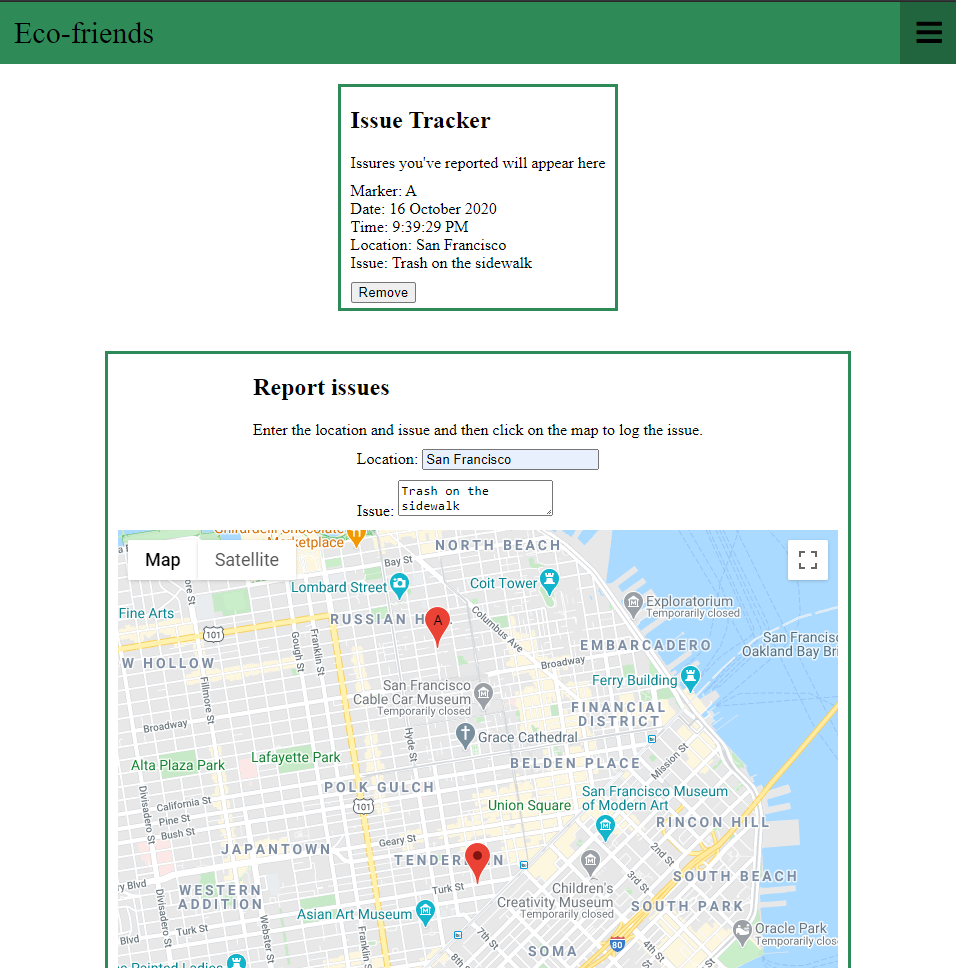 Eco-friends
Issue Tracker
Issures you've reported will appear here
Marker: A
Date: 16 October 2020
Time: 9:39:29 PM
Location: San Francisco
Issue: Trash on the sidewalk
Remove
Report issues
Enter the location and issue and then click on the map to log the issue.
Location: San Francisco
Issue: Trash on the
sidewalk
Marketplace
Map
Satellite
NORTH BEACH
Bay St
Lombard Street
Coit Tower
Fine Arts
101
RUSSIAN H
A
Columbus Ave
Exploratorium
Temporarily closed
EMBARCADERO
San Francisc
Oakland Bay Bri
W HOLLOW
Gough St
Franklin St
Broadway
Ferry Building
Fillmore St
San Francisco
Cable Car Museum
Temporarily closed
FINANCIAL
DISTRICT
Broadway
Hyde St
Grace Cathedral
Alta Plaza Park
Lafayette Park
BELDEN PLACE
Mission St
Divisadero St
California St
Pine St
Bush St
POLK GULCH
101
Union Square
San Francisco Museum
of Modern Art
RINCON HILL
JAPANTOWN
Geary St
TENDER
N
2nd St
Turk St
3rd St
SOUTH BEACH
ry Blvd
WESTERN
ADDITION
Children's
Creativity Museum
Temporarily closed
SOUTH PARK
Asian Art Museum
Divisadero St
Turk St
Webster St
Blvd
Franklin St
7th St
8th St
SOMA
80
4th St
Oracle Park
Temporarily clos
e Painted Ladies